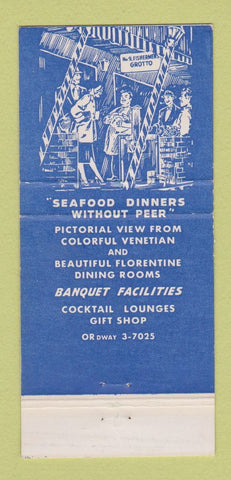 No. 9 FISHERMEN'S
GROTTO
"SEAFOOD DINNERS
WITHOUT PEER"
PICTORIAL VIEW FROM
COLORFUL VENETIAN
AND
BEAUTIFUL FLORENTINE
DINING ROOMS
BANQUET FACILITIES
COCKTAIL LOUNGES
GIFT SHOP
ORDWAY 3-7025